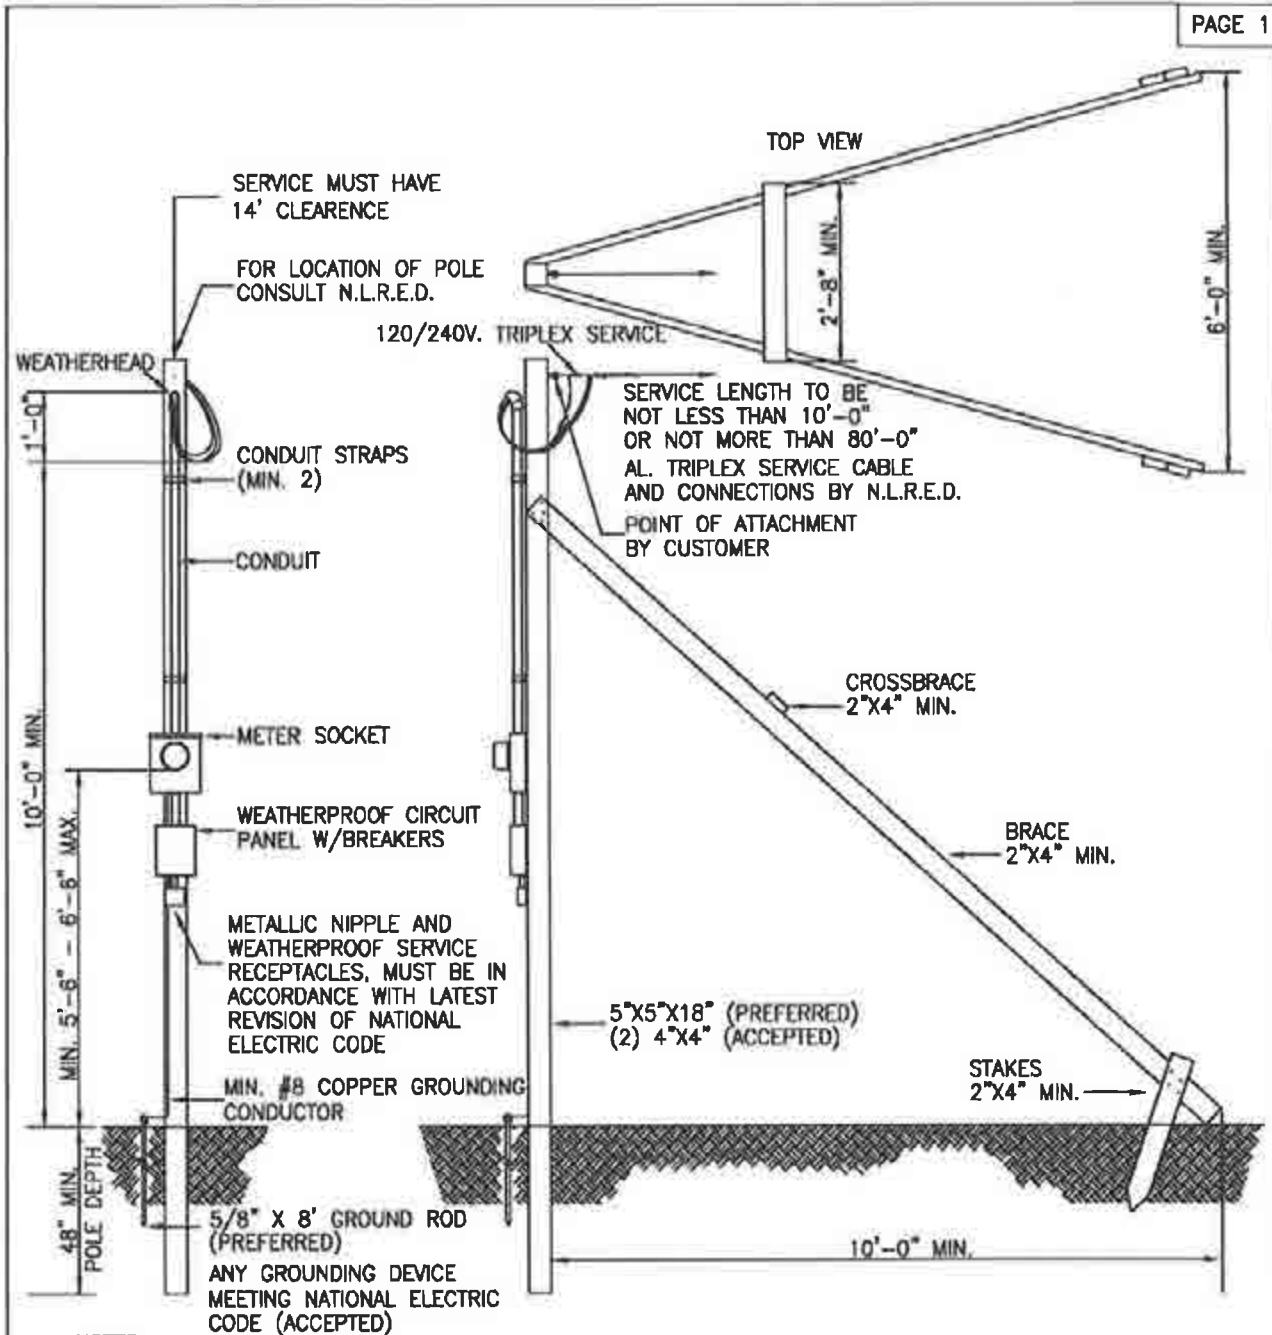 PAGE 1
TOP VIEW
SERVICE MUST HAVE
14' CLEARENCE
FOR LOCATION OF POLE
CONSULT N.L.R.E.D.
2'-8" MIN.
6'-0" MIN.
120/240V. TRIPLEX SERVICE
WEATHERHEAD
1'-0"
SERVICE LENGTH TO BE
NOT LESS THAN 10'-0"
OR NOT MORE THAN 80'-0"
AL. TRIPLEX SERVICE CABLE
AND CONNECTIONS BY N.L.R.E.D.
CONDUIT STRAPS
(MIN. 2)
POINT OF ATTACHMENT
BY CUSTOMER
CONDUIT
CROSSBRACE
2"X4" MIN.
METER SOCKET
10'-0" MIN.
WEATHERPROOF CIRCUIT
PANEL W/BREAKERS
BRACE
2"X4" MIN.
MIN. 5'-6" - 6'-6" MAX.
METALLIC NIPPLE AND
WEATHERPROOF SERVICE
RECEPTACLES, MUST BE IN
ACCORDANCE WITH LATEST
REVISION OF NATIONAL
ELECTRIC CODE
5"X5"X18" (PREFERRED)
(2) 4"X4" (ACCEPTED)
STAKES
2"X4" MIN.
MIN. #8 COPPER GROUNDING
CONDUCTOR
48" MIN.
POLE DEPTH
5/8" X 8' GROUND ROD
(PREFERRED)
10'-0" MIN.
ANY GROUNDING DEVICE
MEETING NATIONAL ELECTRIC
CODE (ACCEPTED)